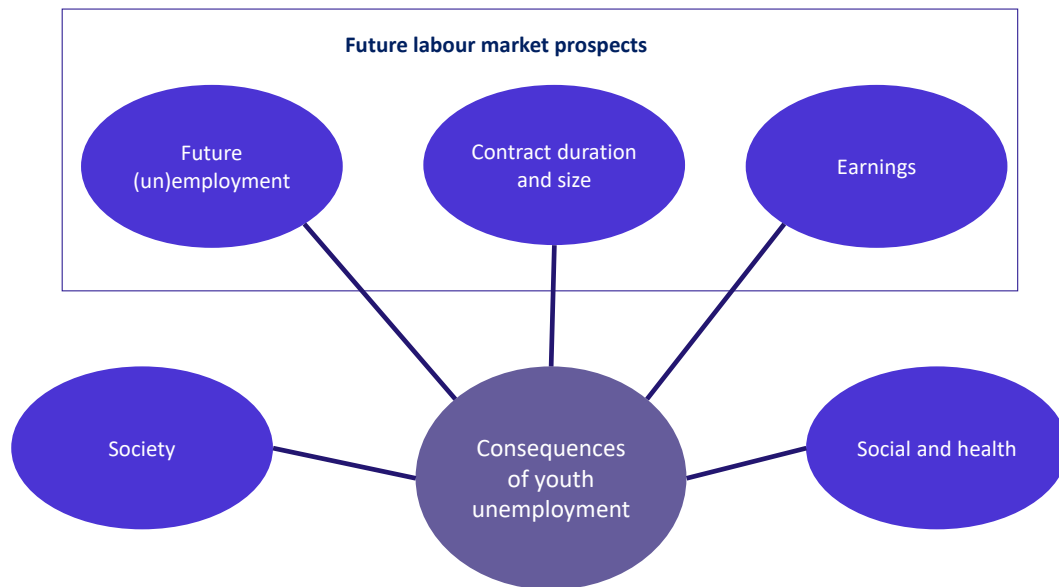 Future labour market prospects
Future
(un)employment
Contract duration
and size
Earnings
Society
Consequences
of youth
unemployment
Social and health